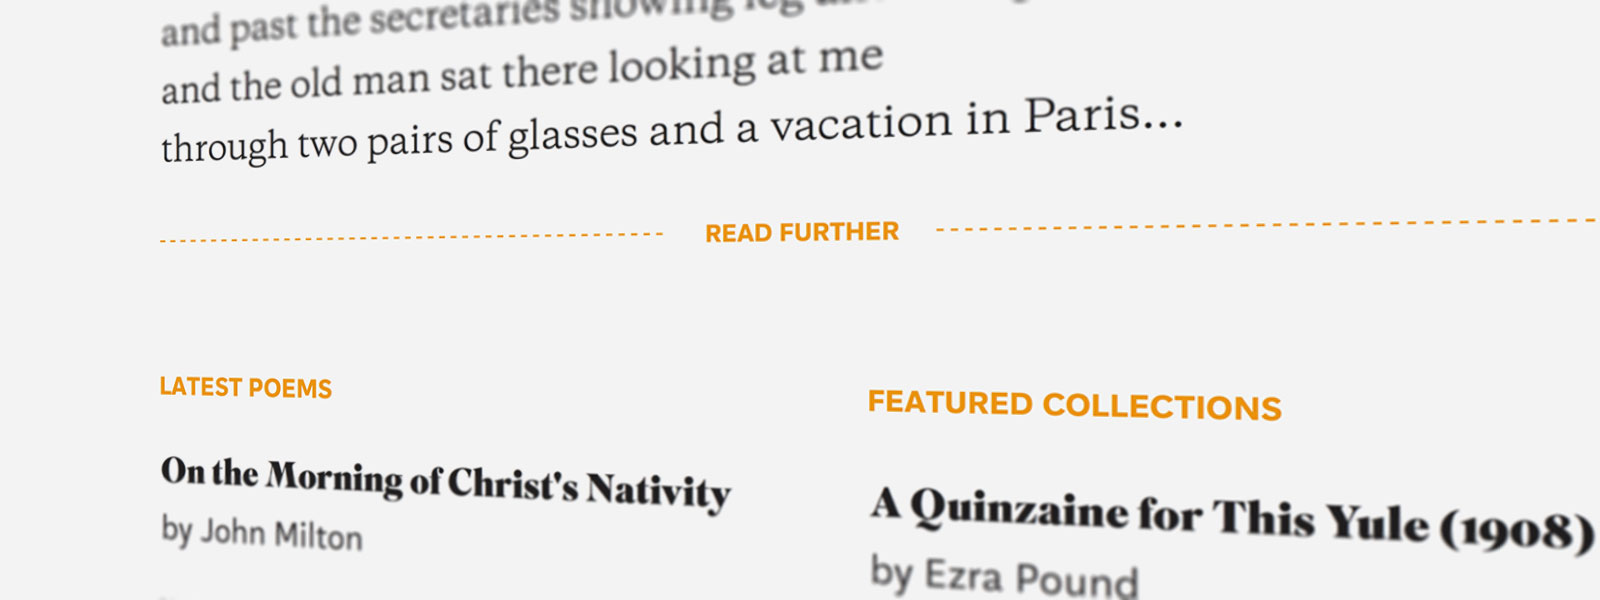 and past the secretaries showing leg
and the old man sat there looking at me
through two pairs of glasses and a vacation in Paris...
READ FURTHER
LATEST POEMS
On the Morning of Christ's Nativity
by John Milton
FEATURED COLLECTIONS
A Quinzaine for This Yule (1908)
by Ezra Pound